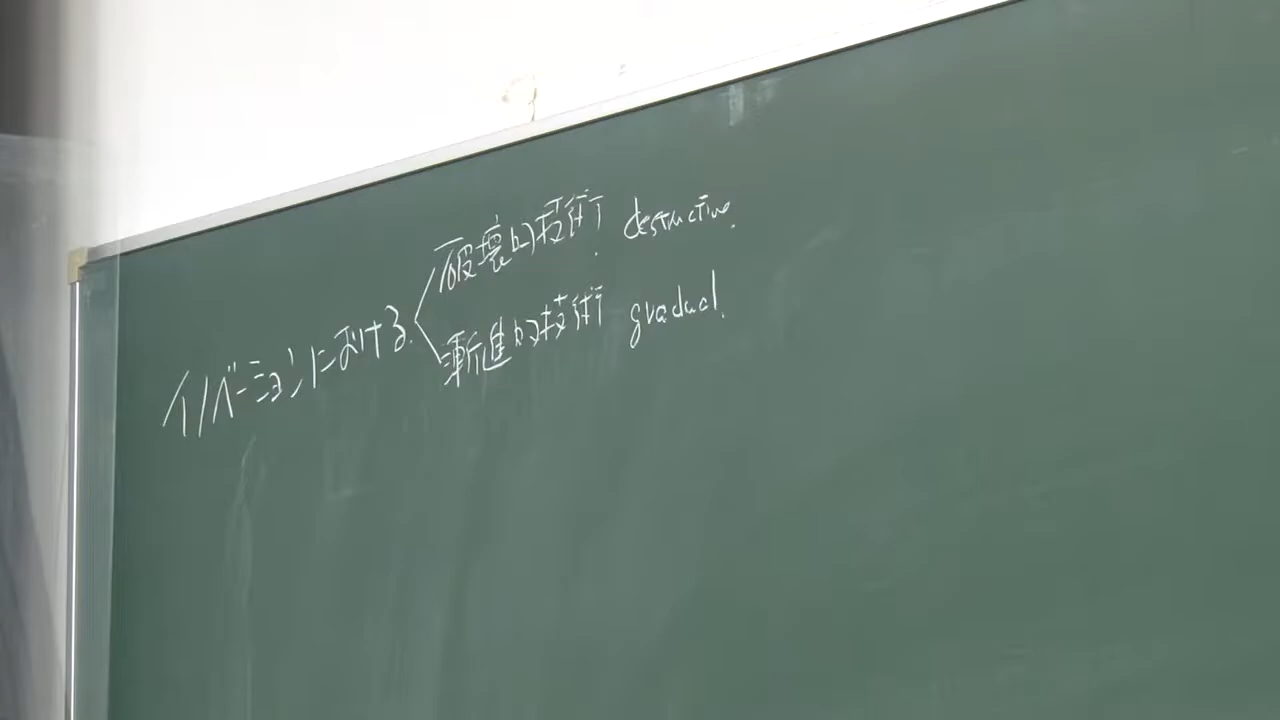 破壊的技術 destructive.
イノベーションにおける
漸進的技術 gradual.